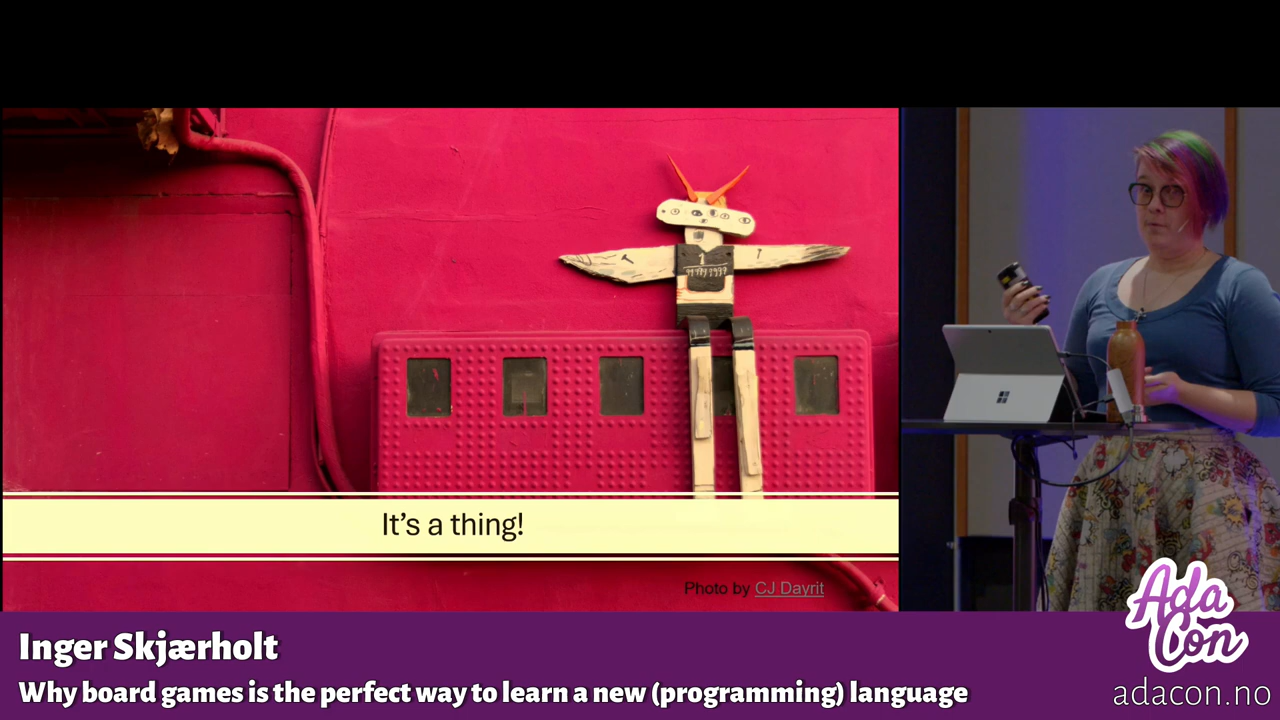 It's a thing!
Photo by CJ Dayrit
Inger Skjærholt
Why board games is the perfect way to learn a new (programming) language
Ada
Con
adacon.no